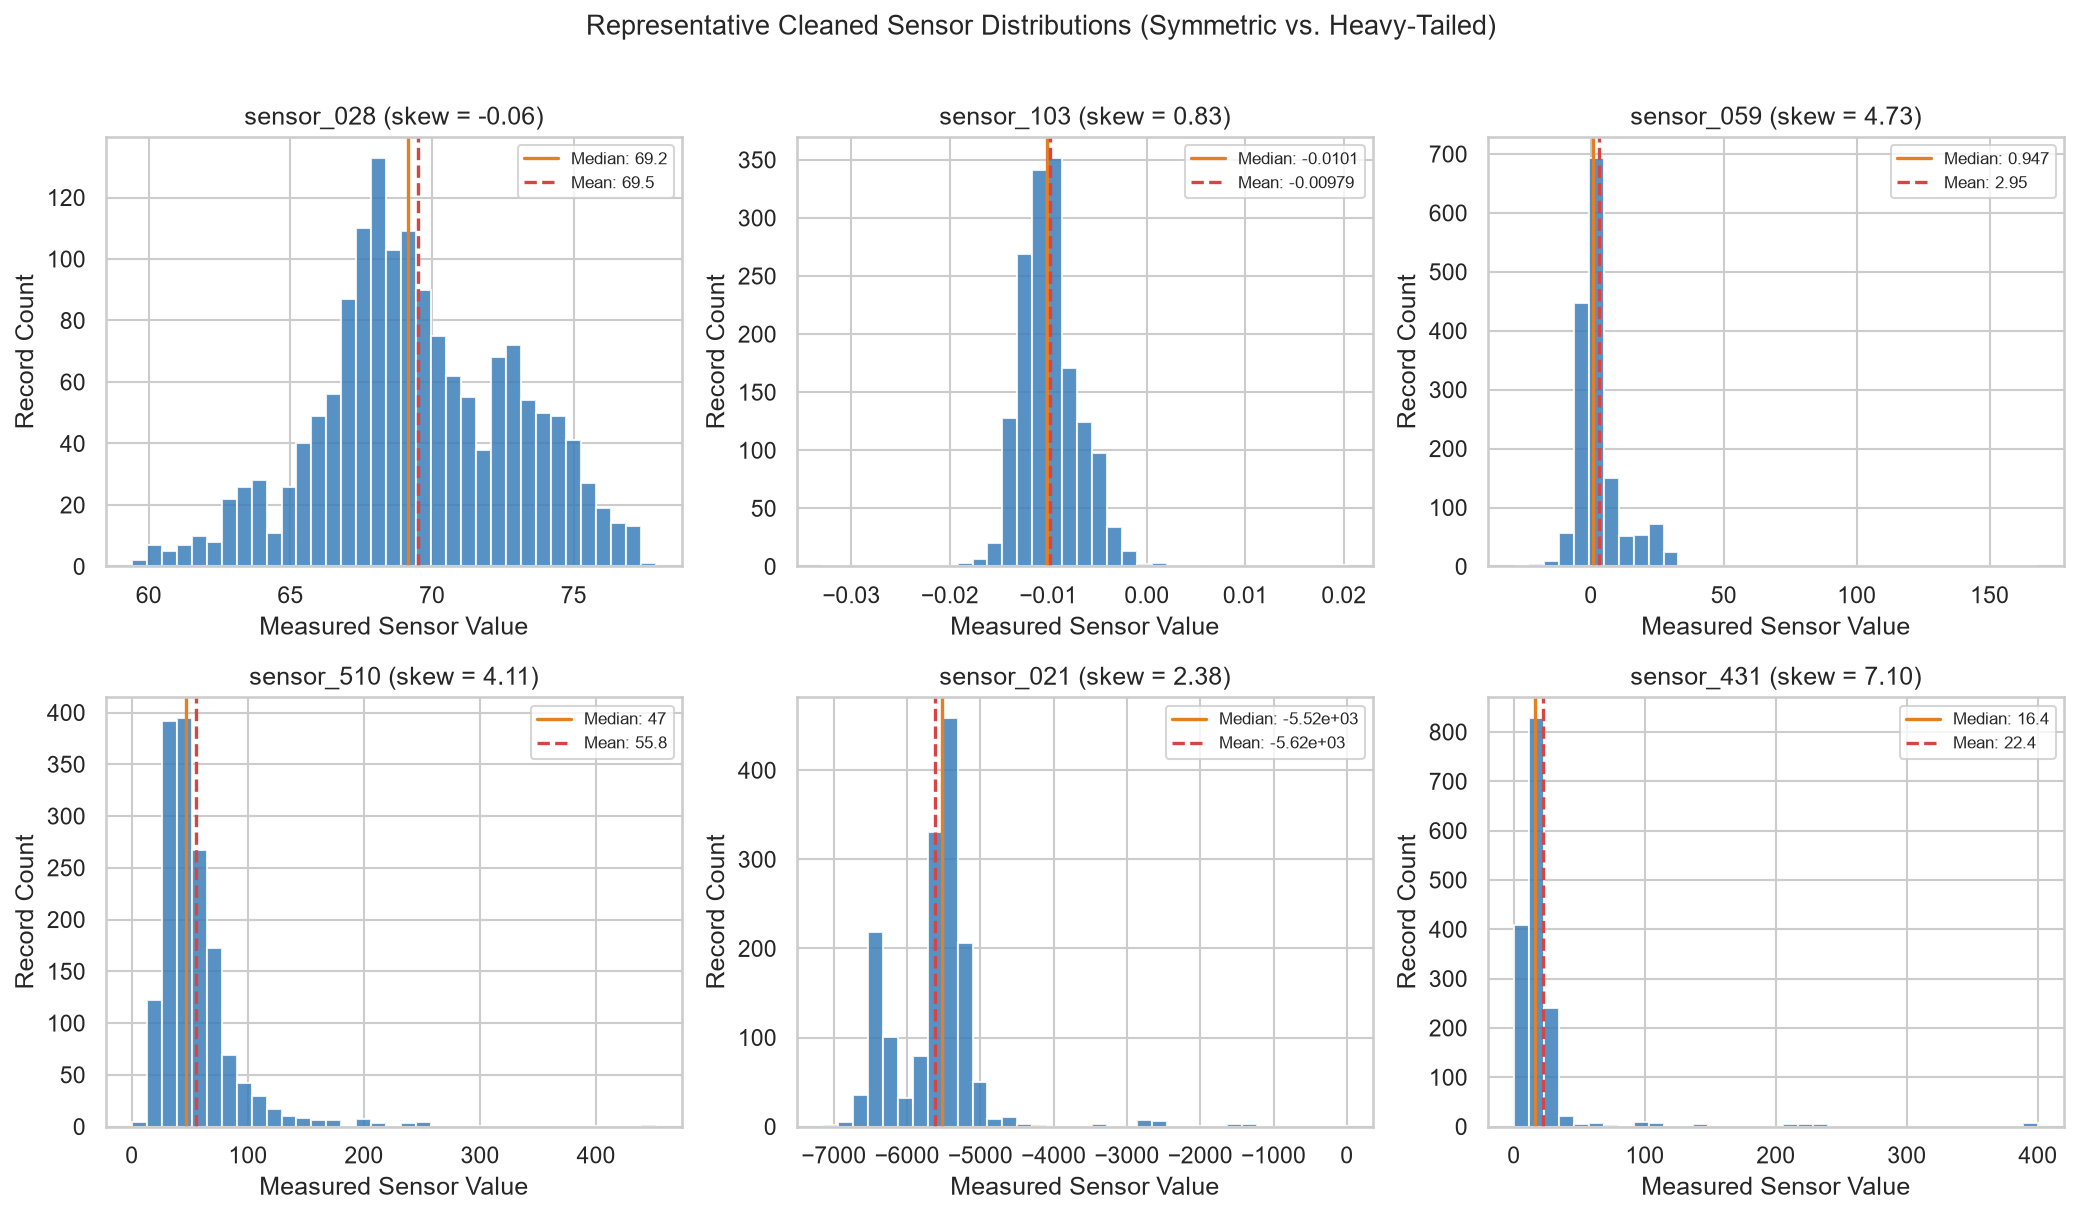 Representative Cleaned Sensor Distributions (Symmetric vs. Heavy-Tailed)
sensor_028 (skew = -0.06)
Median: 69.2
Mean: 69.5
Record Count
120
100
80
60
40
20
0
60 65 70 75
Measured Sensor Value
sensor_103 (skew = 0.83)
Median: -0.0101
Mean: -0.00979
Record Count
350
300
250
200
150
100
50
0
−0.03 −0.02 −0.01 0.00 0.01 0.02
Measured Sensor Value
sensor_059 (skew = 4.73)
Median: 0.947
Mean: 2.95
Record Count
700
600
500
400
300
200
100
0
0 50 100 150
Measured Sensor Value
sensor_510 (skew = 4.11)
Median: 47
Mean: 55.8
Record Count
400
350
300
250
200
150
100
50
0
0 100 200 300 400
Measured Sensor Value
sensor_021 (skew = 2.38)
Median: -5.52e+03
Mean: -5.62e+03
Record Count
400
300
200
100
0
−7000 −6000 −5000 −4000 −3000 −2000 −1000 0
Measured Sensor Value
sensor_431 (skew = 7.10)
Median: 16.4
Mean: 22.4
Record Count
800
700
600
500
400
300
200
100
0
0 100 200 300 400
Measured Sensor Value